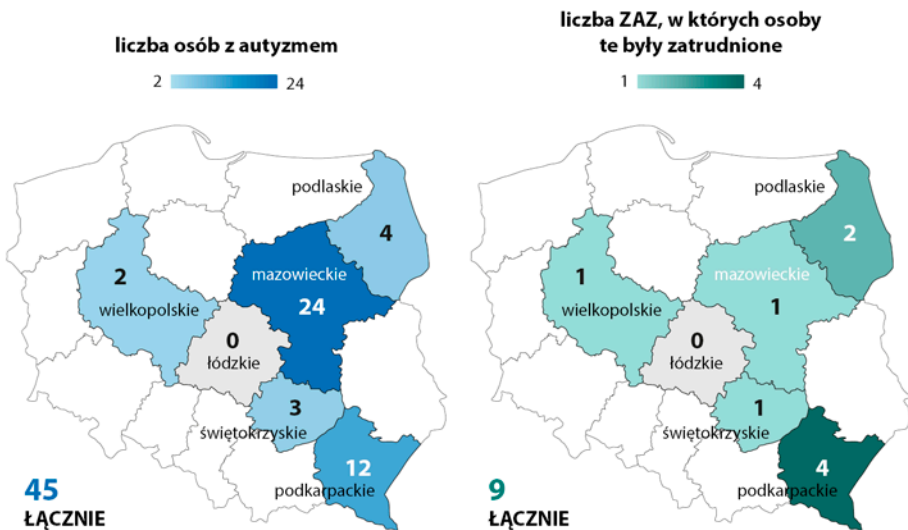 liczba osób z autyzmem
2 24
podlaskie
4
2
mazowieckie
wielkopolskie
24
0
łódzkie
3
świętokrzyskie
12
podkarpackie
45
ŁĄCZNIE
liczba ZAZ, w których osoby
te były zatrudnione
1 4
podlaskie
2
1
mazowieckie
wielkopolskie
1
0
łódzkie
1
świętokrzyskie
4
podkarpackie
9
ŁĄCZNIE